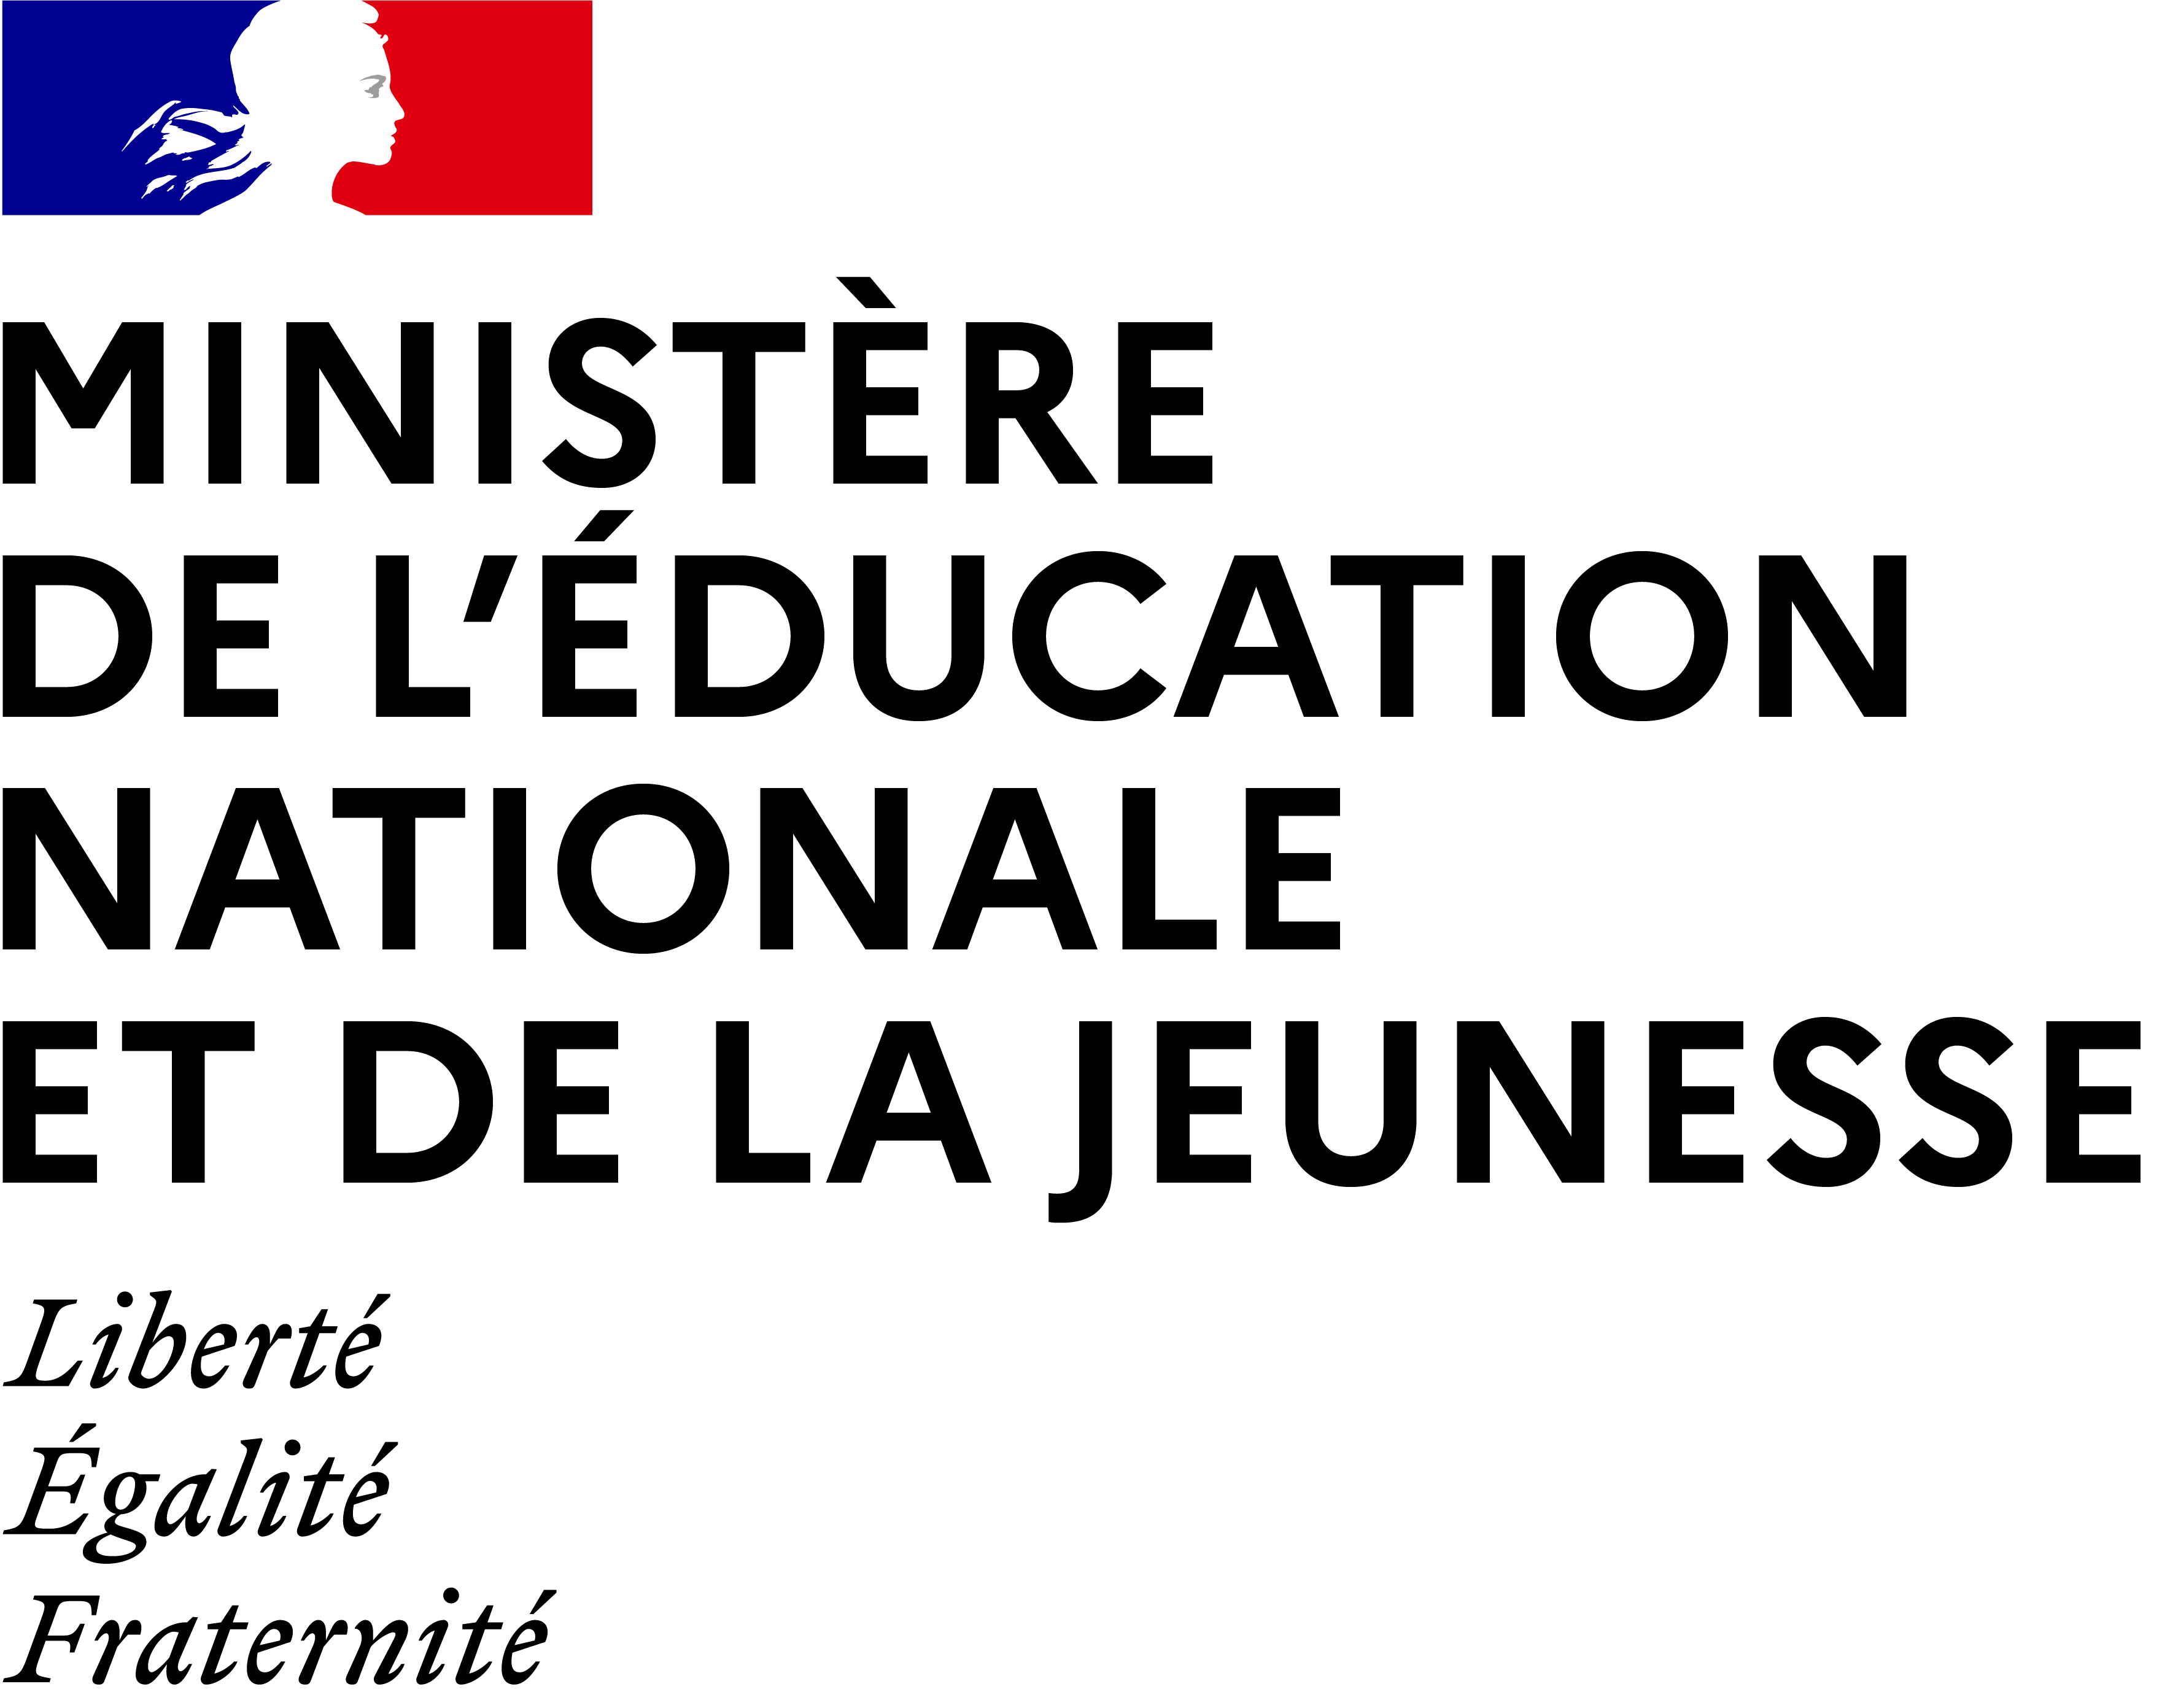 MINISTÈRE
DE L’ÉDUCATION
NATIONALE
ET DE LA JEUNESSE
Liberté
Égalité
Fraternité